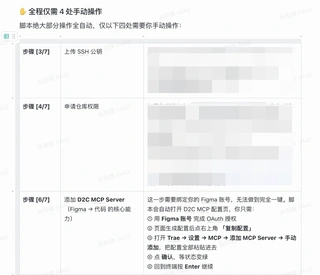 全程仅需 4 处手动操作
脚本绝大部分操作全自动，仅以下四处需要你手动操作：
步骤 [3/7]
上传 SSH 公钥
步骤 [4/7]
申请仓库权限
步骤 [6/7]
添加 D2C MCP Server
（Figma → 代码 的核心能
力）
这一步需要绑定你的 Figma 账号，无法做到完全一键，脚
本会自动打开 D2C MCP 配置页，你只需：
① 用 Figma 账号 完成 OAuth 授权
② 页面生成配置后点右上角 「复制配置」
③ 打开 Trae → 设置 → MCP → 添加 MCP Server → 手动
添加，把配置全部粘贴进去
④ 点 确认，等状态变绿
⑤ 回到终端按 Enter 继续